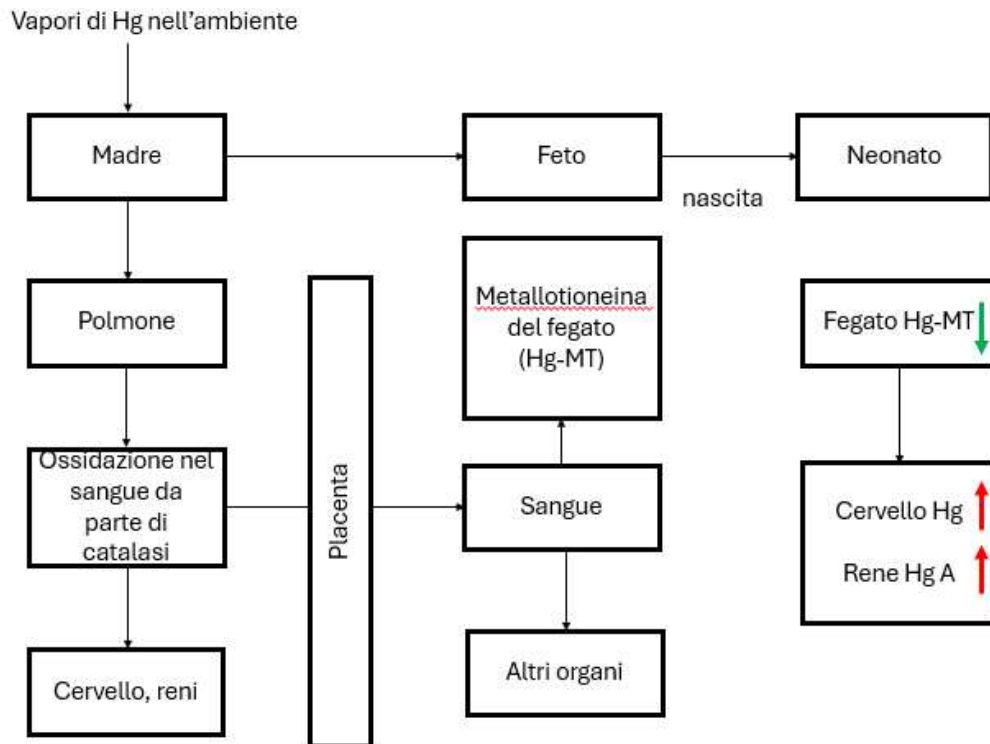 Vapori di Hg nell'ambiente
Madre
Feto
Neonato
nascita
Polmone
Metallotioneina
del fegato
(Hg-MT)
Fegato Hg-MT
Ossidazione nel
sangue da
parte di
catalasi
Placenta
Sangue
Cervello Hg
Rene Hg A
Cervello, reni
Altri organi